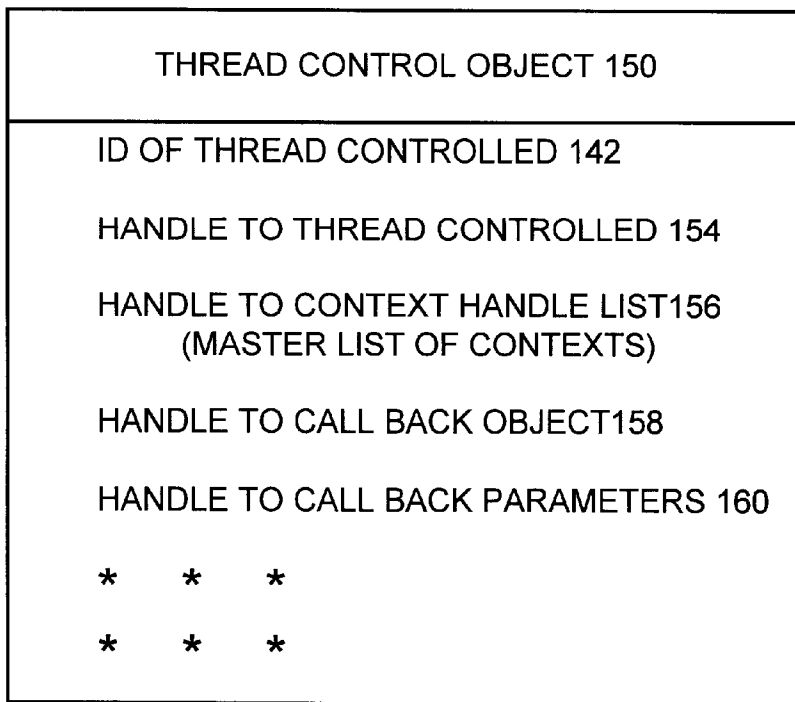 THREAD CONTROL OBJECT 150
ID OF THREAD CONTROLLED 142
HANDLE TO THREAD CONTROLLED 154
HANDLE TO CONTEXT HANDLE LIST156
(MASTER LIST OF CONTEXTS)
HANDLE TO CALL BACK OBJECT158
HANDLE TO CALL BACK PARAMETERS 160
* * *
* * *